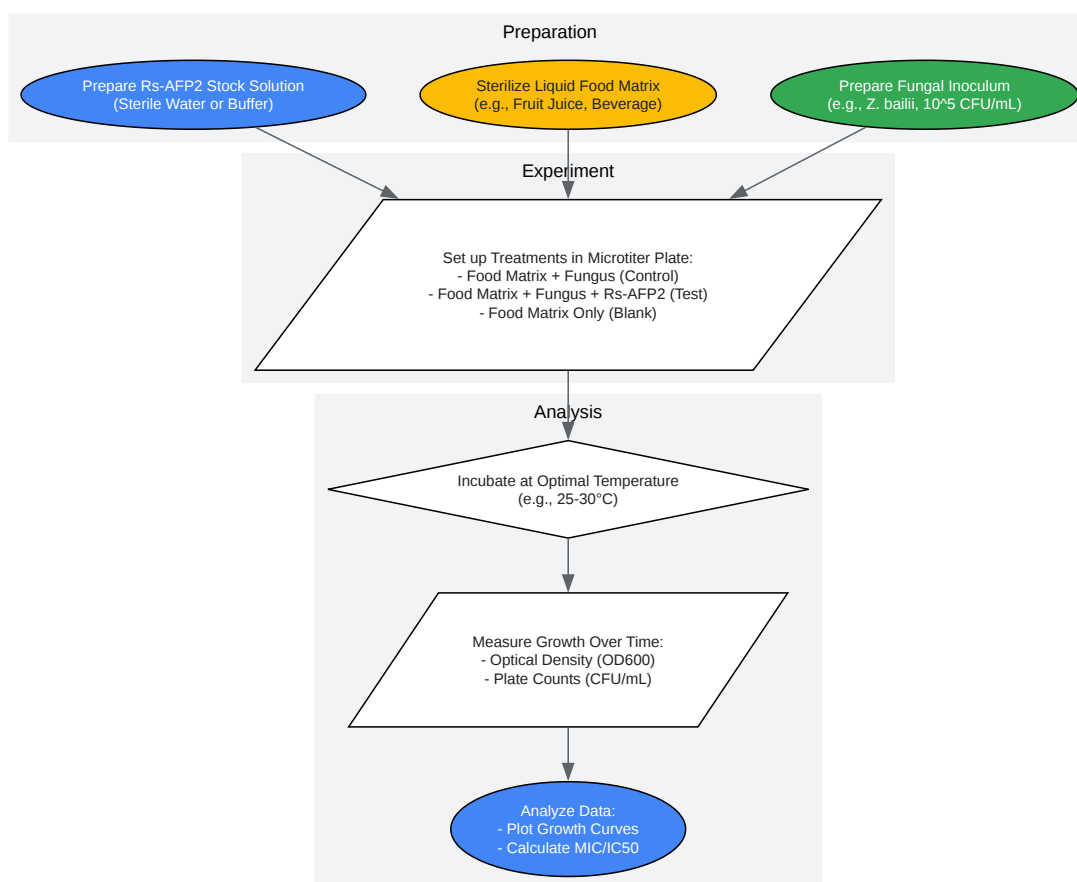 Preparation
Prepare Rs-AFP2 Stock Solution
(Sterile Water or Buffer)
Sterilize Liquid Food Matrix
(e.g., Fruit Juice, Beverage)
Prepare Fungal Inoculum
(e.g., Z. bailii, 10^5 CFU/mL)
Experiment
Set up Treatments in Microtiter Plate:
- Food Matrix + Fungus (Control)
- Food Matrix + Fungus + Rs-AFP2 (Test)
- Food Matrix Only (Blank)
Analysis
Incubate at Optimal Temperature
(e.g., 25-30°C)
Measure Growth Over Time:
- Optical Density (OD600)
- Plate Counts (CFU/mL)
Analyze Data:
- Plot Growth Curves
- Calculate MIC/IC50